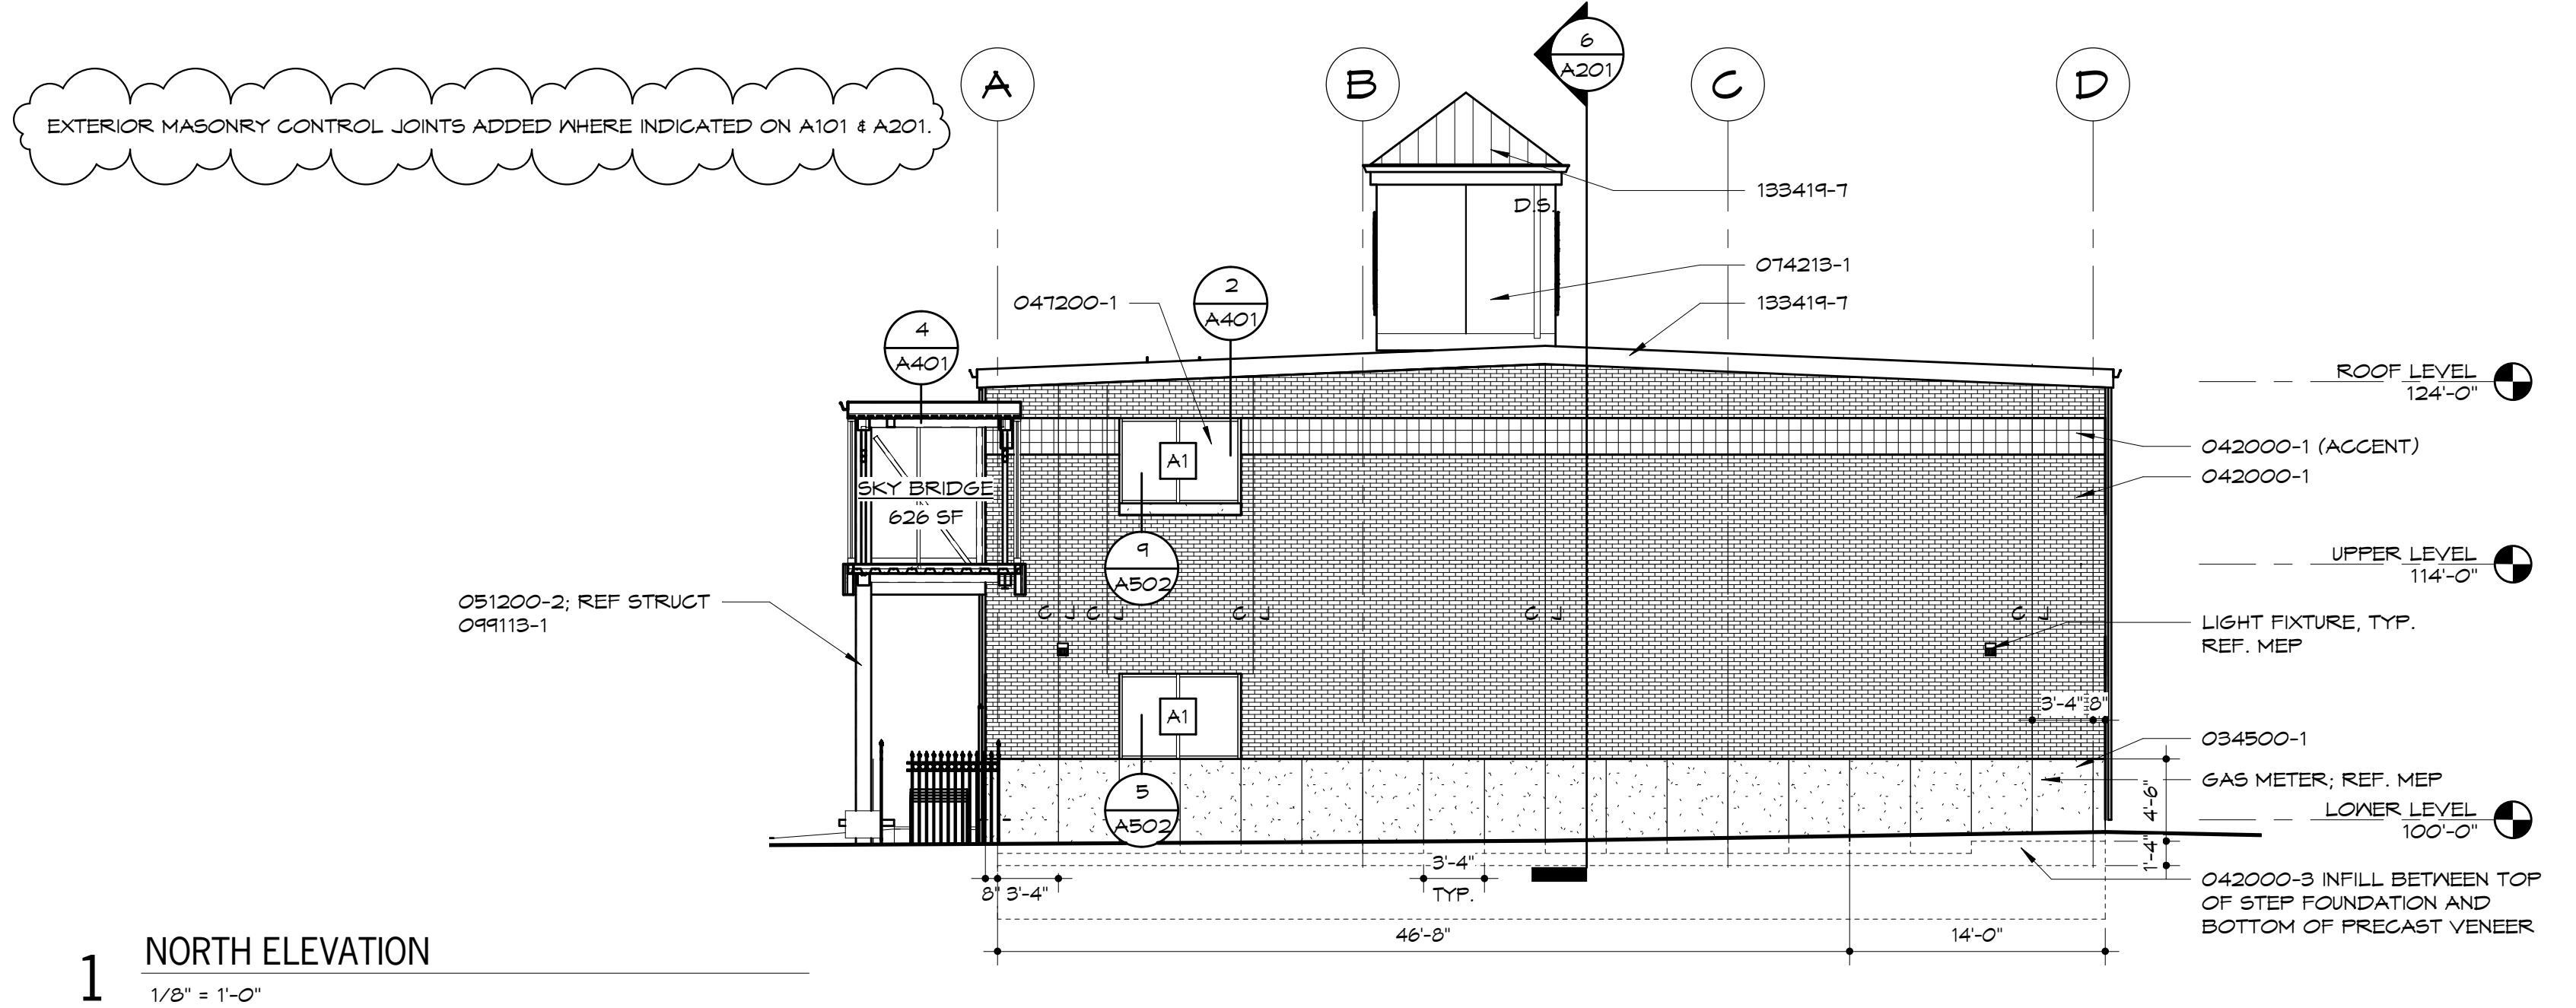 EXTERIOR MASONRY CONTROL JOINTS ADDED WHERE INDICATED ON A101 & A201.
A
B
6
A201
C
D
133419-7
D.S.
074213-1
133419-7
047200-1
2
A401
4
A401
ROOF LEVEL
124'-0"
042000-1 (ACCENT)
042000-1
A1
SKY BRIDGE
626 SF
9
A502
UPPER LEVEL
114'-0"
051200-2; REF STRUCT
099113-1
C J
C J
C J
C J
C J
LIGHT FIXTURE, TYP.
REF. MEP
3'-4" 8"
A1
034500-1
GAS METER; REF. MEP
4'-6"
5
A502
LOWER LEVEL
100'-0"
1'-4"
8" 3'-4"
3'-4"
TYP.
042000-3 INFILL BETWEEN TOP
OF STEP FOUNDATION AND
BOTTOM OF PRECAST VENEER
46'-8"
14'-0"
1
NORTH ELEVATION
1/8" = 1'-0"